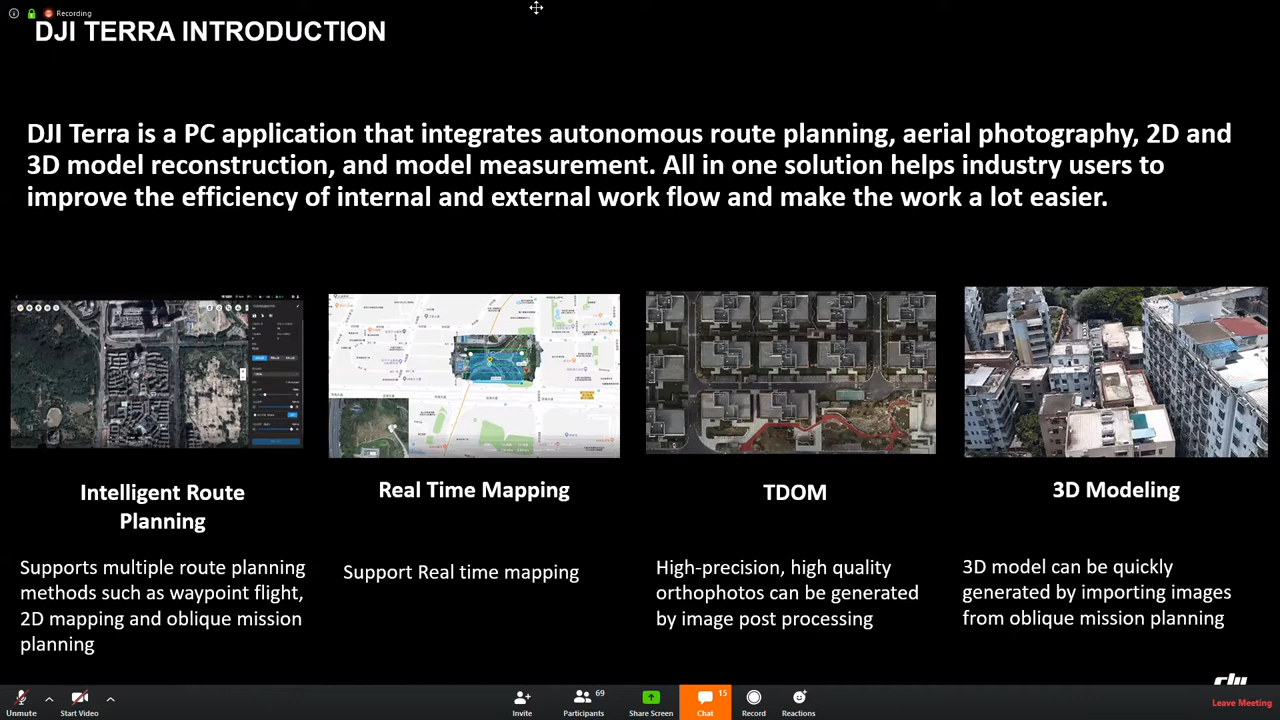 Recording
DJI TERRA INTRODUCTION
DJI Terra is a PC application that integrates autonomous route planning, aerial photography, 2D and
3D model reconstruction, and model measurement. All in one solution helps industry users to
improve the efficiency of internal and external work flow and make the work a lot easier.
Intelligent Route
Planning
Real Time Mapping
TDOM
3D Modeling
Supports multiple route planning
methods such as waypoint flight,
2D mapping and oblique mission
planning
Support Real time mapping
High-precision, high quality
orthophotos can be generated
by image post processing
3D model can be quickly
generated by importing images
from oblique mission planning
dji
Unmute
Start Video
Invite
Participants
69
Share Screen
Chat
15
Record
Reactions
Leave Meeting